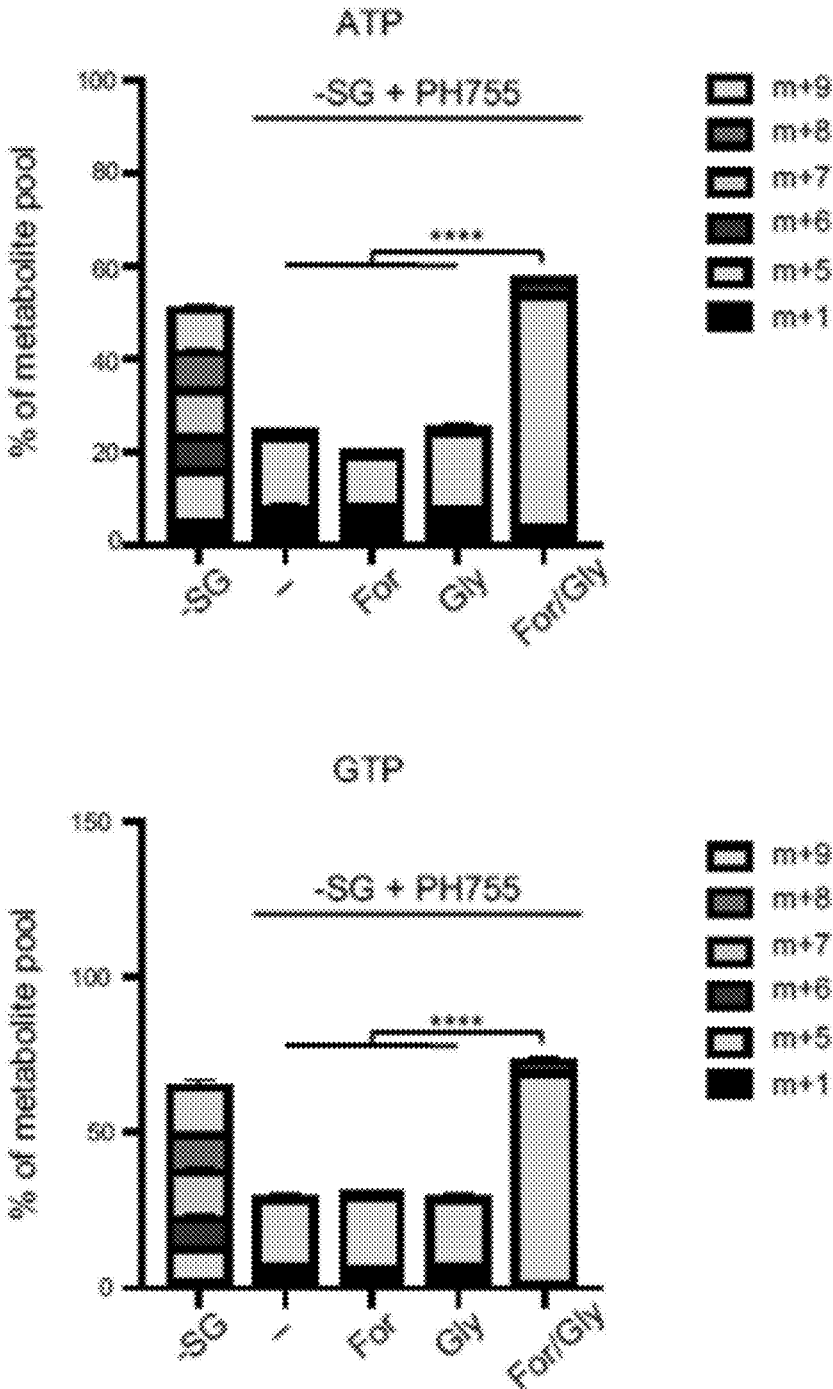 ATP
% of metabolite pool
100
80
60
40
20
0
-SG + PH755
****
-SG
–
For
Gly
For/Gly
m+9
m+8
m+7
m+6
m+5
m+1
GTP
% of metabolite pool
150
100
50
0
-SG + PH755
****
-SG
–
For
Gly
For/Gly
m+9
m+8
m+7
m+6
m+5
m+1